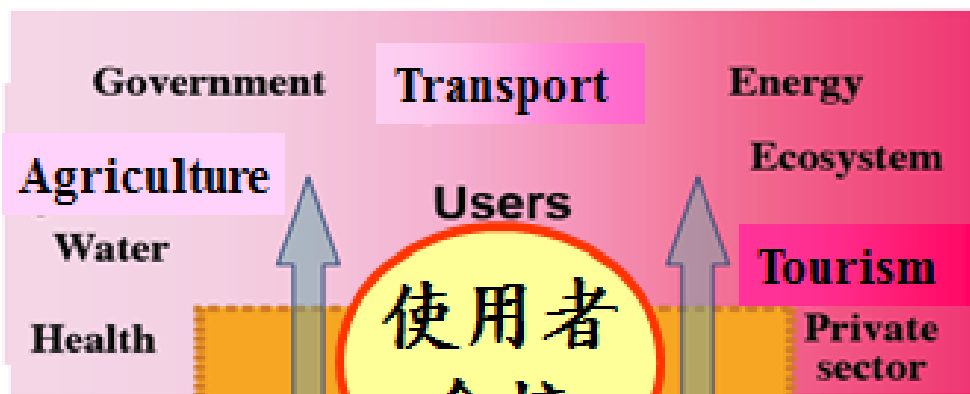 Government
Transport
Energy
Agriculture
Ecosystem
Users
Water
Tourism
使用者
Health
Private
sector